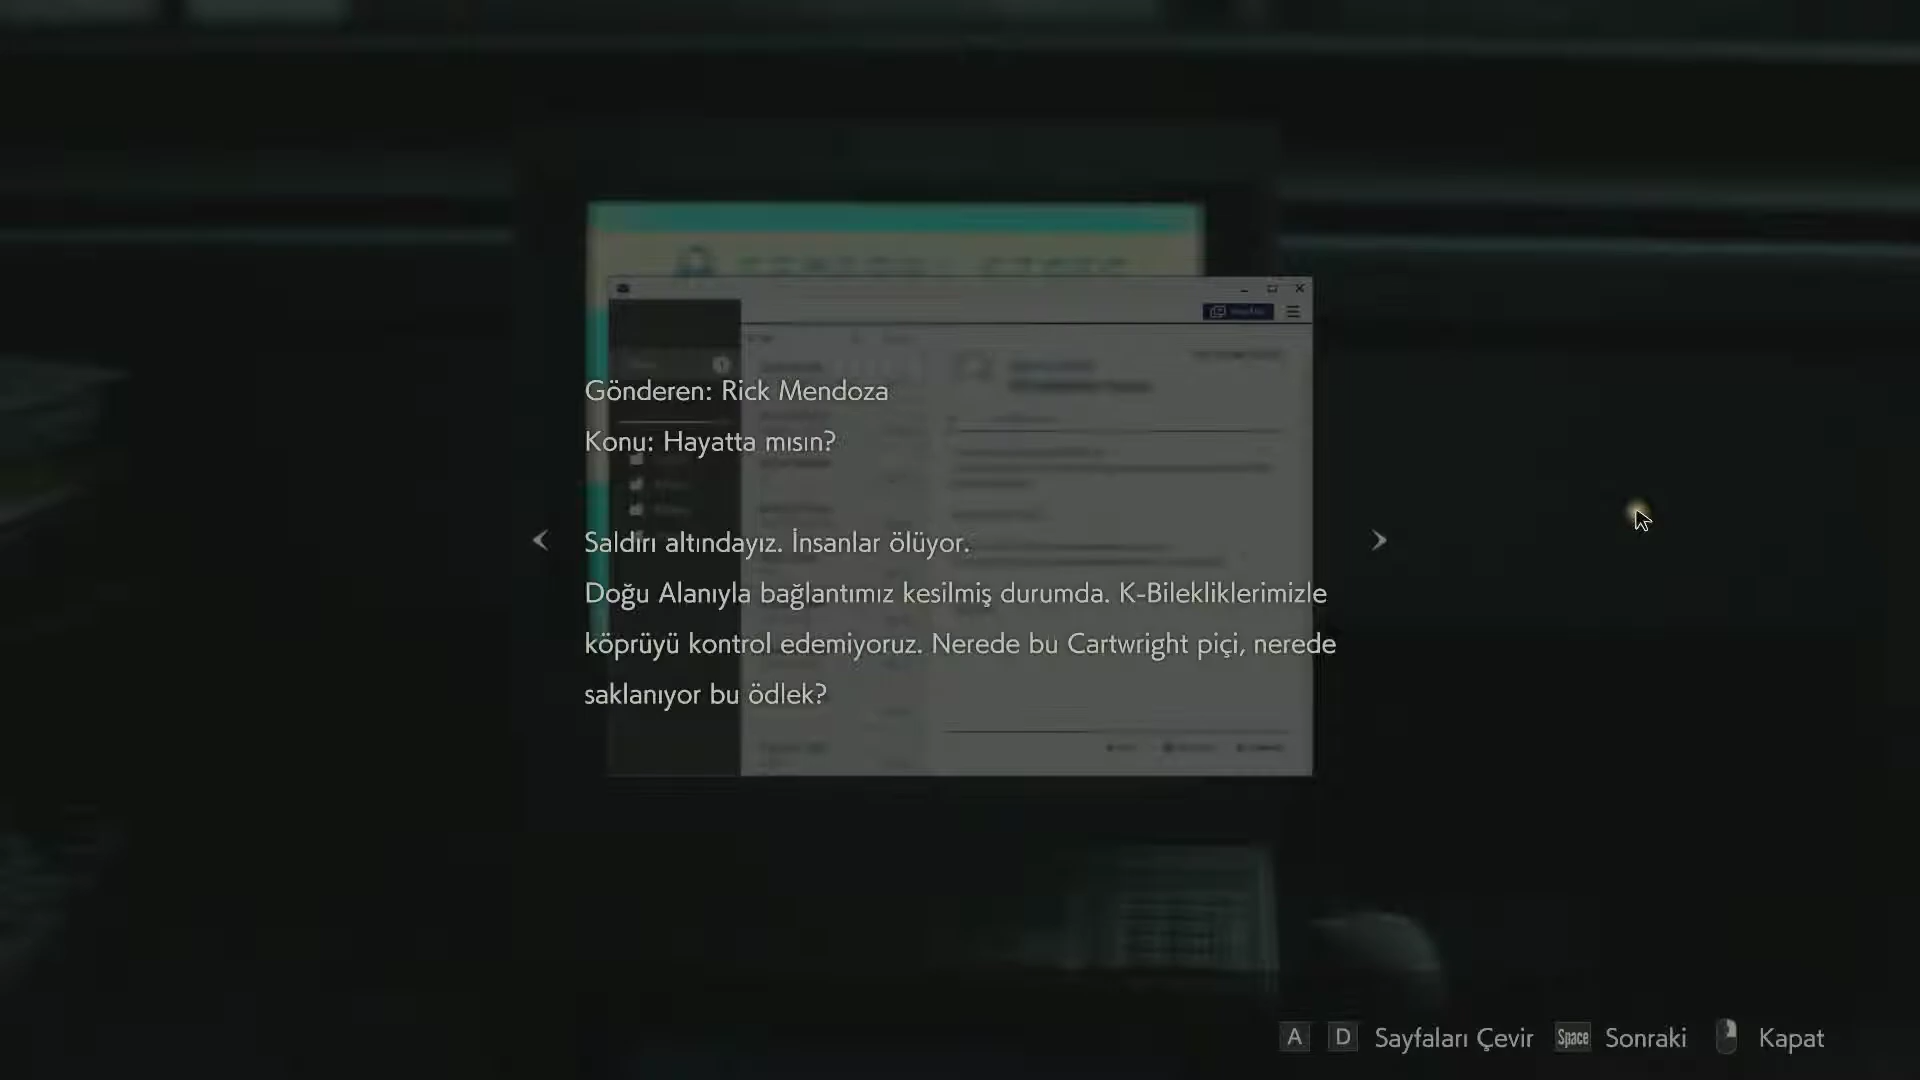 Gönderen: Rick Mendoza
Konu: Hayatta mısın?
Saldırı altındayız. İnsanlar ölüyor.
Doğu Alanıyla bağlantımız kesilmiş durumda. K-Bilekliklerimizle
köprüyü kontrol edemiyoruz. Nerede bu Cartwright piçi, nerede
saklanıyor bu ödlek?
A D Sayfaları Çevir Space Sonraki Kapat